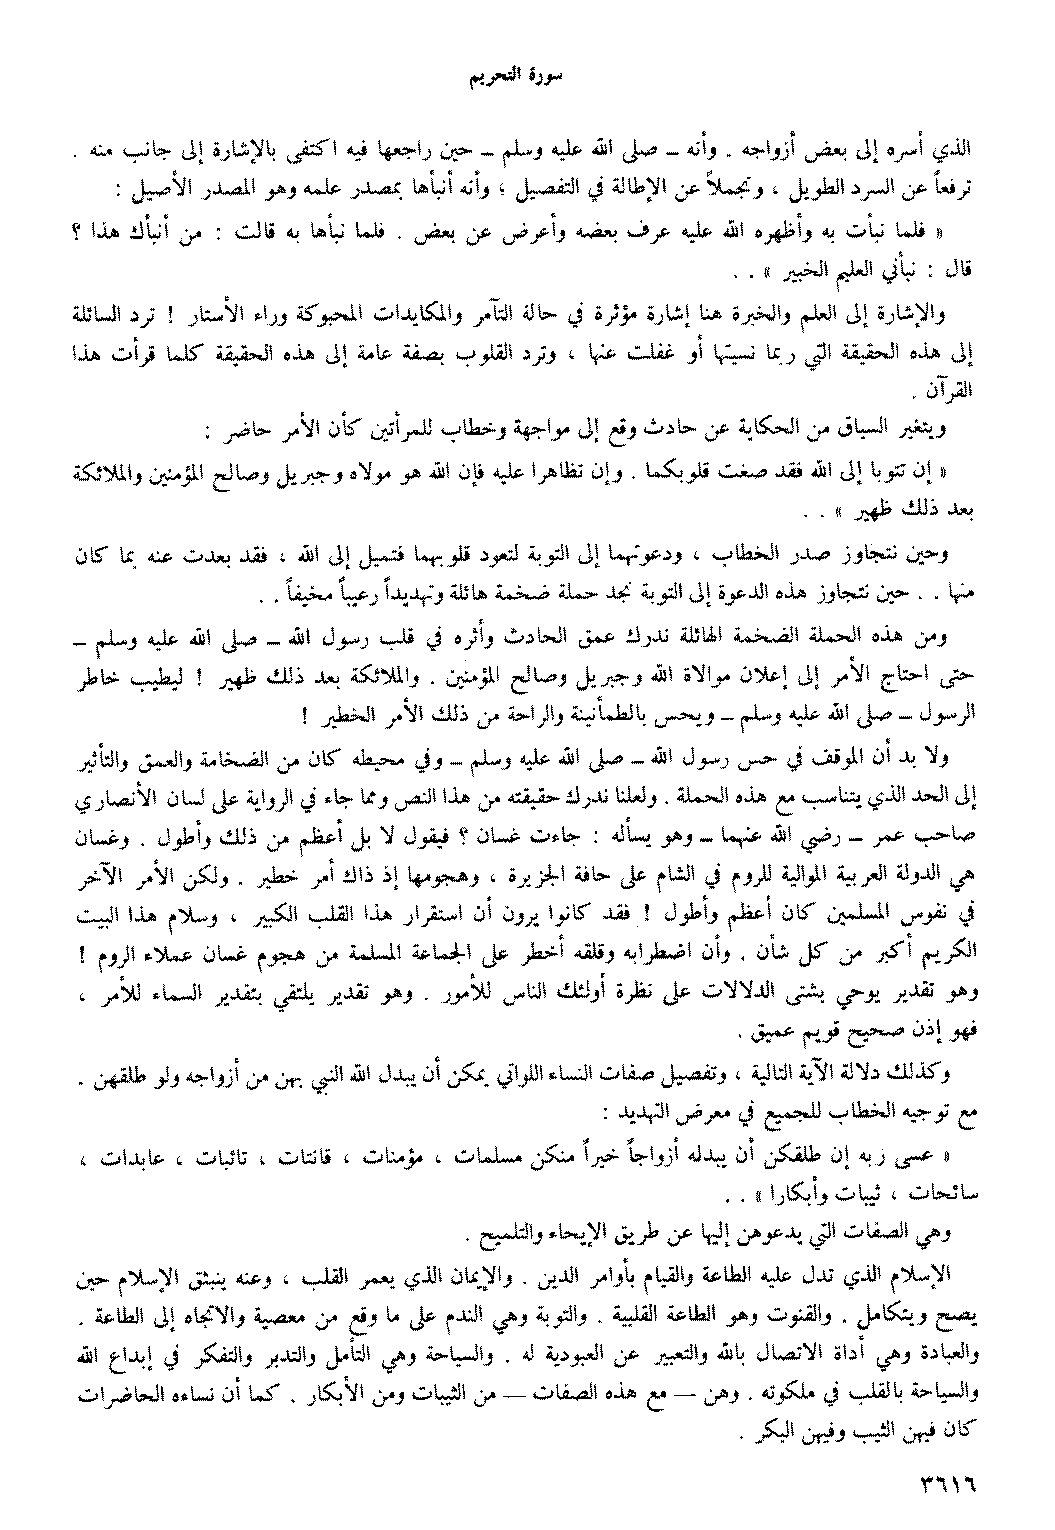 سورة التحريم
الذي أسره إلى بعض أزواجه . وأنه – صلى الله عليه وسلم – حين راجعها فيه اكتفى بالإشارة إلى جانب منه .
ترفعاً عن السرد الطويل ، وتجملاً عن الإطالة في التفصيل ؛ وأنه أنبأها بمصدر علمه وهو المصدر الأصيل :
« فلما نبأت به وأظهره الله عليه عرف بعضه وأعرض عن بعض . فلما نبأها به قالت : من أنبأك هذا ؟
قال : نبأني العليم الخبير » . .
والإشارة إلى العلم والخبرة هنا إشارة مؤثرة في حالة التآمر والمكايدات المحبوكة وراء الأستار ! ترد السائلة
إلى هذه الحقيقة التي ربما نسيتها أو غفلت عنها ، وترد القلوب بصفة عامة إلى هذه الحقيقة كلما قرأت هذا
القرآن .
ويتغير السياق من الحكاية عن حادث وقع إلى مواجهة وخطاب للمرأتين كأن الأمر حاضر :
« إن تتوبا إلى الله فقد صغت قلوبكما . وإن تظاهرا عليه فإن الله هو مولاه وجبريل وصالح المؤمنين والملائكة
بعد ذلك ظهير » . .
وحين نتجاوز صدر الخطاب ، ودعوتهما إلى التوبة لتعود قلوبهما فتميل إلى الله ، فقد بعدت عنه بما كان
منها . . حين نتجاوز هذه الدعوة إلى التوبة نجد حملة ضخمة هائلة وتهديداً رعيباً مخيفاً . .
ومن هذه الحملة الضخمة الهائلة ندرك عمق الحادث وأثره في قلب رسول الله – صلى الله عليه وسلم –
حتى احتاج الأمر إلى إعلان موالاة الله وجبريل وصالح المؤمنين . والملائكة بعد ذلك ظهير ! ليطيب خاطر
الرسول – صلى الله عليه وسلم – ويحس بالطمأنينة والراحة من ذلك الأمر الخطير !
ولا بد أن الموقف في حس رسول الله – صلى الله عليه وسلم – وفي محيطه كان من الضخامة والعمق والتأثير
إلى الحد الذي يتناسب مع هذه الحملة . ولعلنا ندرك حقيقته من هذا النص ومما جاء في الرواية على لسان الأنصاري
صاحب عمر – رضي الله عنهما – وهو يسأله : جاءت غسان ؟ فيقول لا بل أعظم من ذلك وأطول . وغسان
هي الدولة العربية الموالية للروم في الشام على حافة الجزيرة ، وهجومها إذ ذاك أمر خطير . ولكن الأمر الآخر
في نفوس المسلمين كان أعظم وأطول ! فقد كانوا يرون أن استقرار هذا القلب الكبير ، وسلام هذا البيت
الكريم أكبر من كل شأن . وأن اضطرابه وقلقه أخطر على الجماعة المسلمة من هجوم غسان عملاء الروم !
وهو تقدير يوحي بشتى الدلالات على نظرة أولئك الناس للأمور . وهو تقدير يلتقي بتقدير السماء للأمر ،
فهو إذن صحيح قويم عميق .
وكذلك دلالة الآية التالية ، وتفصيل صفات النساء اللواتي يمكن أن يبدل الله النبي بهن من أزواجه ولو طلقهن .
مع توجيه الخطاب للجميع في معرض التهديد :
« عسى ربه إن طلقكن أن يبدله أزواجاً خيراً منكن مسلمات ، مؤمنات ، قانتات ، تائبات ، عابدات ،
سائحات ، ثيبات وأبكارا » . .
وهي الصفات التي يدعوهن إليها عن طريق الإيحاء والتلميح .
الإسلام الذي تدل عليه الطاعة والقيام بأوامر الدين . والإيمان الذي يعمر القلب ، وعنه ينبثق الإسلام حين
يصح ويتكامل . والقنوت وهو الطاعة القلبية . والتوبة وهي الندم على ما وقع من معصية والاتجاه إلى الطاعة .
والعبادة وهي أداة الاتصال بالله والتعبير عن العبودية له . والسياحة وهي التأمل والتدبر والتفكر في إبداع الله
والسياحة بالقلب في ملكوته . وهن – مع هذه الصفات – من الثيبات ومن الأبكار . كما أن نساءه الحاضرات
كان فيهن الثيب وفيهن البكر .
٣٦١٦